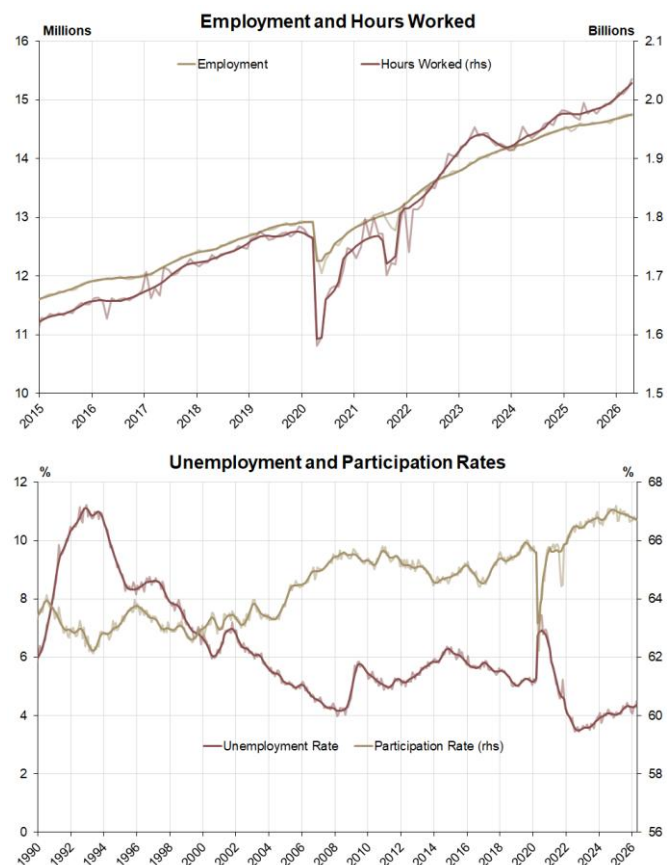 Employment and Hours Worked
Millions Billions
16 2.1
Employment Hours Worked (rhs)
15 2.0
14 1.9
13 1.8
12 1.7
11 1.6
10 1.5
2015 2016 2017 2018 2019 2020 2021 2022 2023 2024 2025 2026
Unemployment and Participation Rates
% %
12 68
10 66
8 64
6 62
4 60
Unemployment Rate Participation Rate (rhs)
2 58
0 56
1990 1992 1994 1996 1998 2000 2002 2004 2006 2008 2010 2012 2014 2016 2018 2020 2022 2024 2026